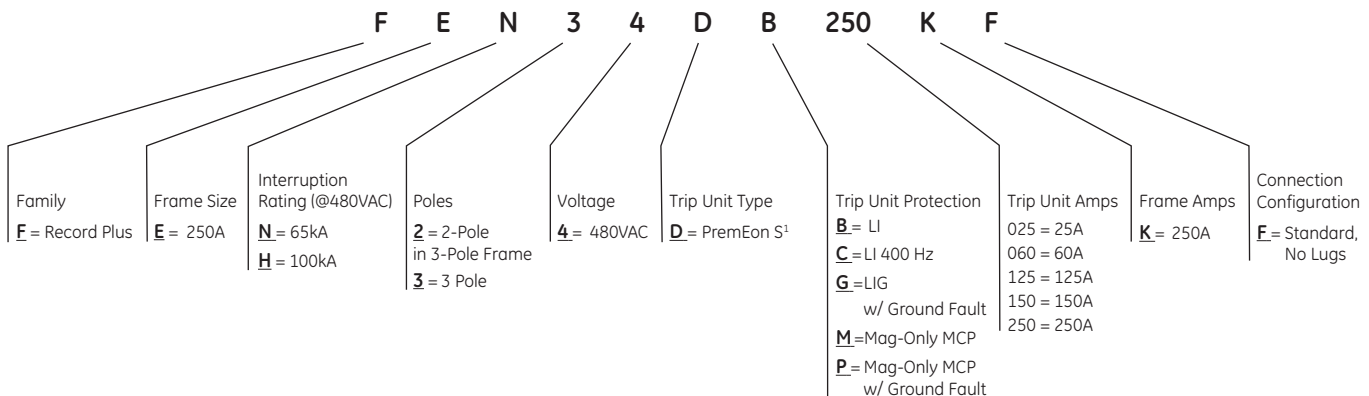 F E N 3 4 D B 250 K F
Family
F = Record Plus
Frame Size
E = 250A
Interruption
Rating (@480VAC)
N = 65kA
H = 100kA
Poles
2 = 2-Pole
in 3-Pole Frame
3 = 3 Pole
Voltage
4 = 480VAC
Trip Unit Type
D = PremEon S¹
Trip Unit Protection
B = LI
C = LI 400 Hz
G =LIG
w/ Ground Fault
M =Mag-Only MCP
P = Mag-Only MCP
w/ Ground Fault
Trip Unit Amps
025 = 25A
060 = 60A
125 = 125A
150 = 150A
250 = 250A
Frame Amps
K = 250A
Connection
Configuration
F = Standard,
No Lugs